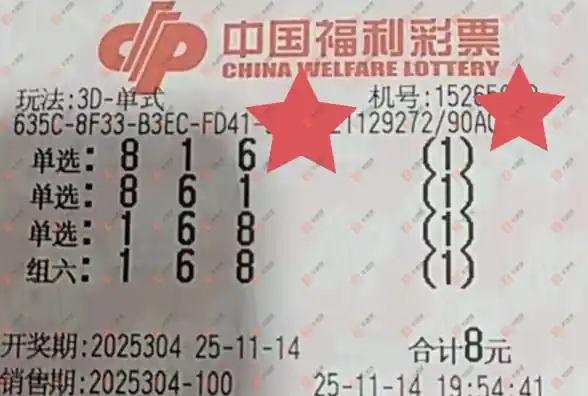 中国福利彩票
CHINA WELFARE LOTTERY
玩法:3D-单式 机号:15265
635C-8F33-B3EC-FD41- 1129272/90A
单选: 8 1 6 (1)
单选: 8 6 1 (1)
单选: 1 6 8 (1)
组六: 1 6 8 (1)
开奖期:2025304 25-11-14 合计8元
销售期:2025304-100 25-11-14 19:54:41